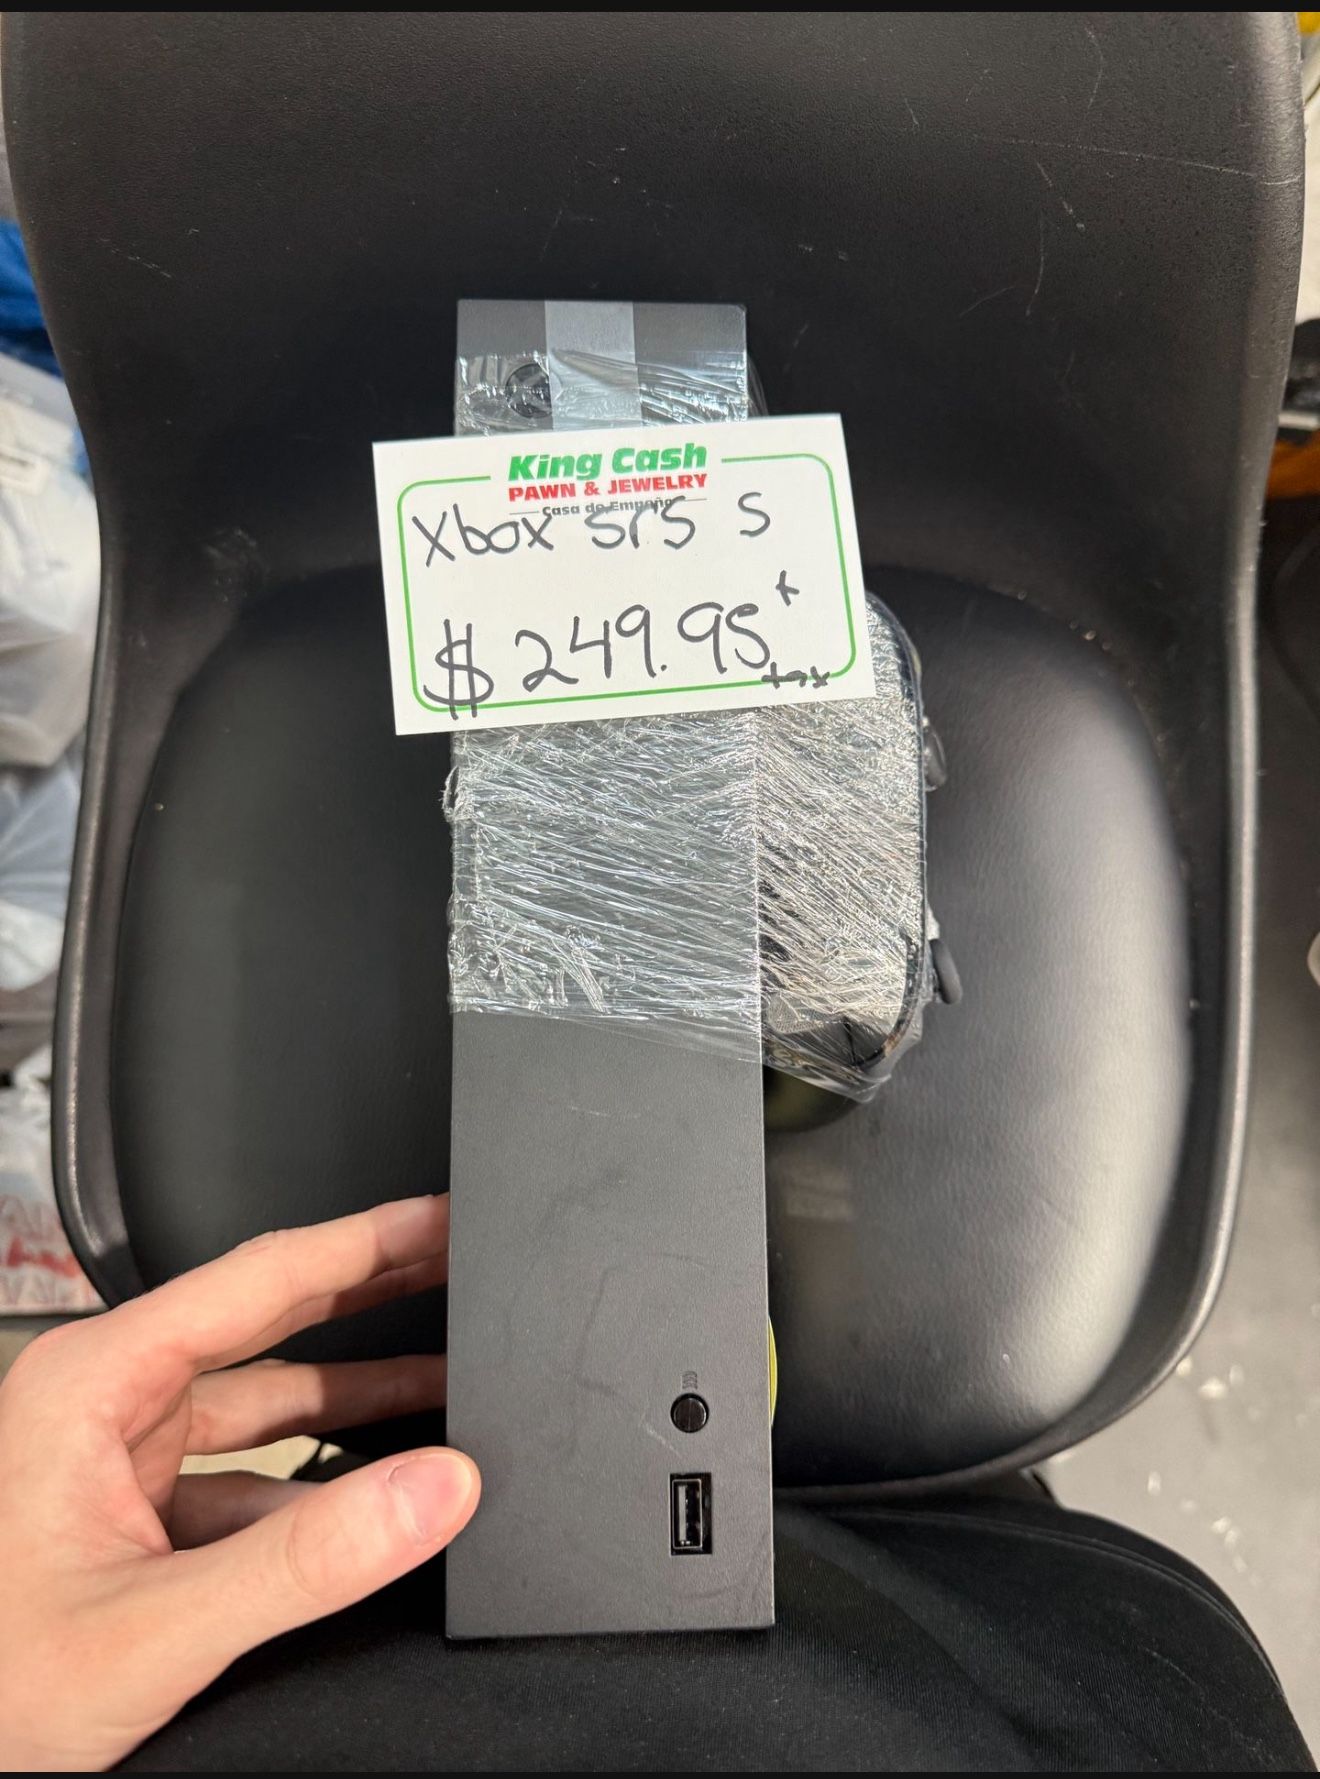 King Cash
PAWN & JEWELRY
Casa de Empeño
Xbox srs S
$249.95 +
tax